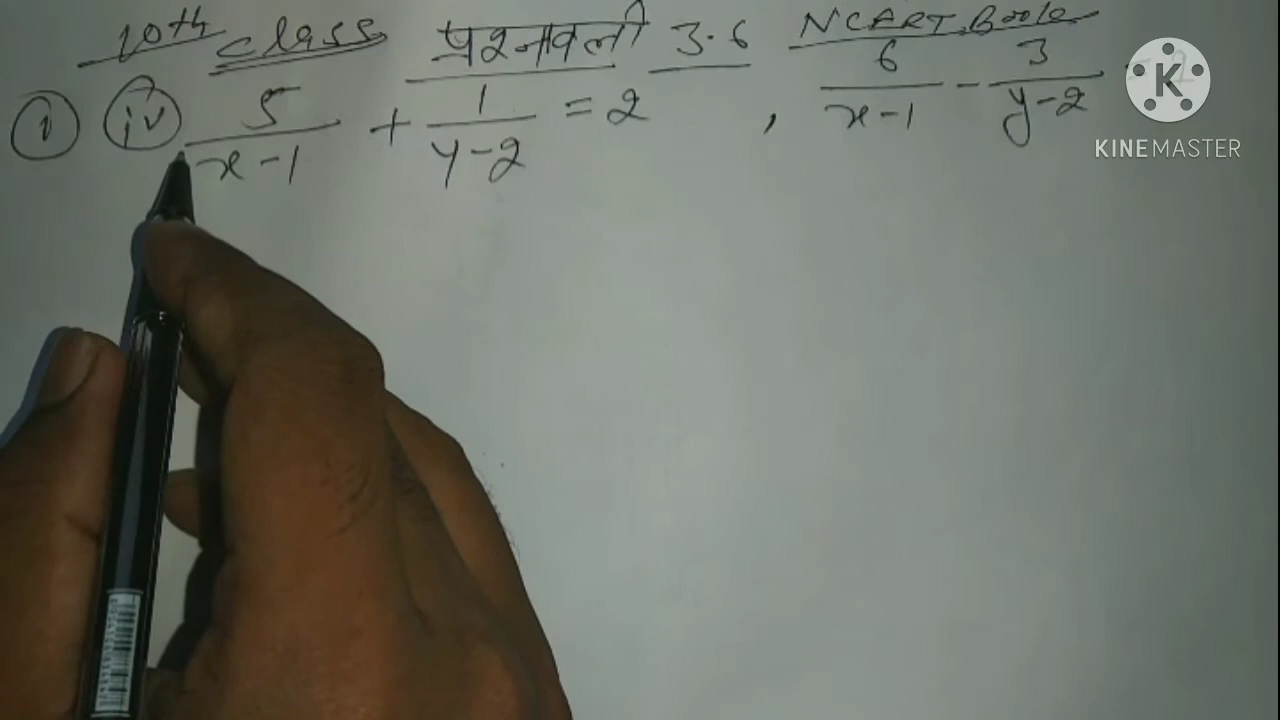 10th class प्रश्नावली 3.6 NCERT Book
① (iv) 5/(x-1) + 1/(y-2) = 2 , 6/(x-1) - 3/(y-2)
K
KINEMASTER